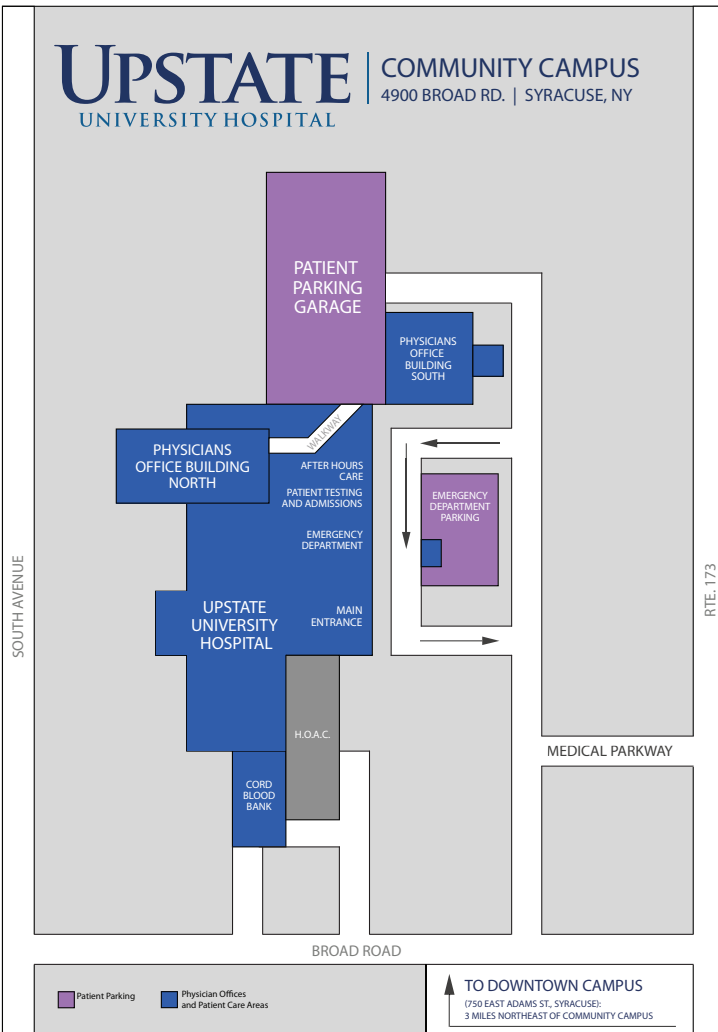 UPSTATE
UNIVERSITY HOSPITAL
COMMUNITY CAMPUS
4900 BROAD RD. | SYRACUSE, NY
PATIENT
PARKING
GARAGE
PHYSICIANS
OFFICE
BUILDING
SOUTH
WALKWAY
PHYSICIANS
OFFICE BUILDING
NORTH
AFTER HOURS
CARE
PATIENT TESTING
AND ADMISSIONS
EMERGENCY
DEPARTMENT
EMERGENCY
DEPARTMENT
PARKING
SOUTH AVENUE
RTE. 173
UPSTATE
UNIVERSITY
HOSPITAL
MAIN
ENTRANCE
H.O.A.C.
MEDICAL PARKWAY
CORD
BLOOD
BANK
BROAD ROAD
Patient Parking
Physician Offices
and Patient Care Areas
TO DOWNTOWN CAMPUS
(750 EAST ADAMS ST., SYRACUSE):
3 MILES NORTHEAST OF COMMUNITY CAMPUS